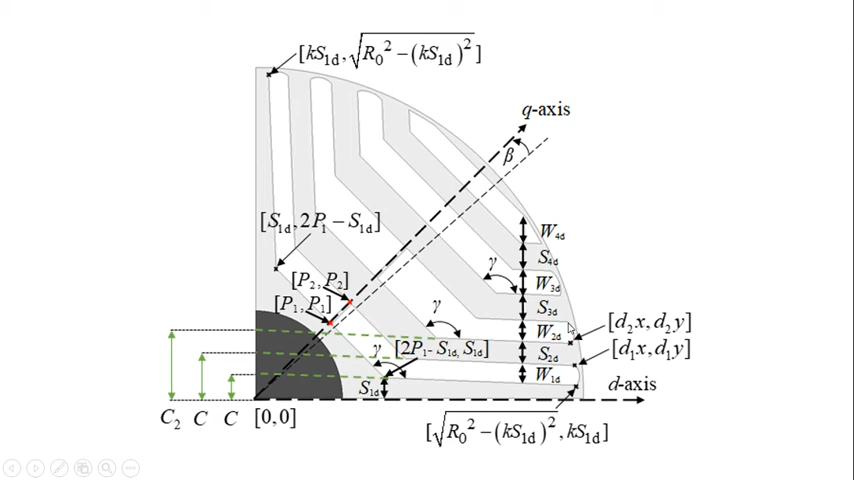 [kS₁d, √(R₀² − (kS₁d)²)]
q-axis
β
[S₁d, 2P₁ − S₁d]
W₄d
S₄d
γ
W₃d
[P₂, P₂]
[P₁, P₁]
S₃d
γ
[d₂x, d₂y]
W₂d
γ
[2P₁ − S₁d, S₁d]
S₂d
[d₁x, d₁y]
W₁d
S₁d
d-axis
C₂ C C [0,0]
[√(R₀² − (kS₁d)²), kS₁d]